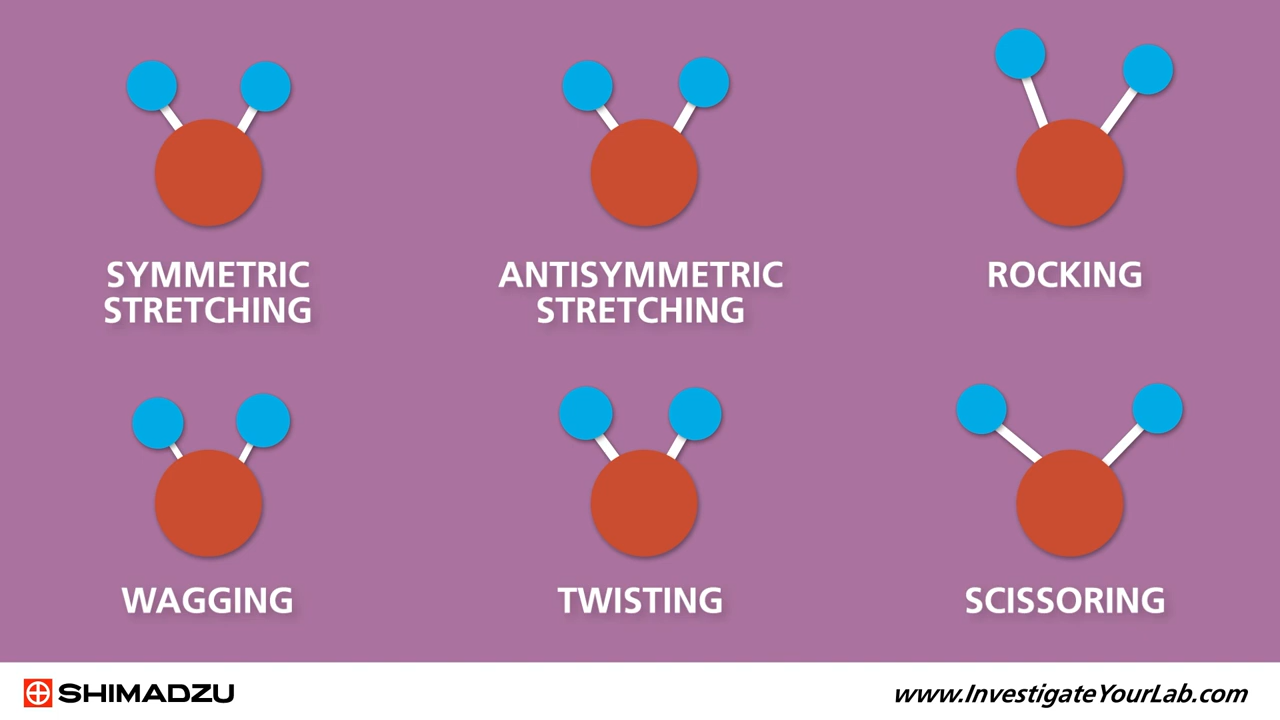 SYMMETRIC
STRETCHING
ANTISYMMETRIC
STRETCHING
ROCKING
WAGGING
TWISTING
SCISSORING
SHIMADZU
www.InvestigateYourLab.com